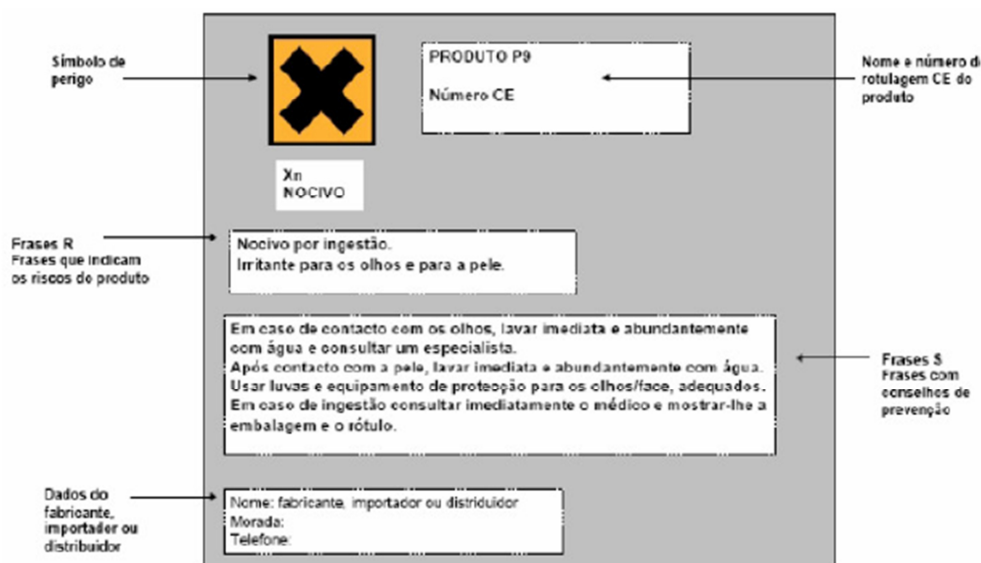 Símbolo de
perigo
PRODUTO P9
Número CE
Nome e número de
rotulagem CE do
produto
Xn
NOCIVO
Frases R
Frases que indicam
os riscos do produto
Nocivo por ingestão.
Irritante para os olhos e para a pele.
Em caso de contacto com os olhos, lavar imediata e abundantemente
com água e consultar um especialista.
Após contacto com a pele, lavar imediata e abundantemente com água.
Usar luvas e equipamento de protecção para os olhos/face, adequados.
Em caso de ingestão consultar imediatamente o médico e mostrar-lhe a
embalagem e o rótulo.
Frases S
Frases com
conselhos de
prevenção
Dados do
fabricante,
importador ou
distribuidor
Nome: fabricante, importador ou distriduidor
Morada:
Telefone: